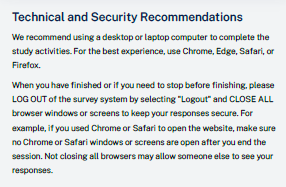 Technical and Security Recommendations
We recommend using a desktop or laptop computer to complete the
study activities. For the best experience, use Chrome, Edge, Safari, or
Firefox.
When you have finished or if you need to stop before finishing, please
LOG OUT of the survey system by selecting "Logout" and CLOSE ALL
browser windows or screens to keep your responses secure. For
example, if you used Chrome or Safari to open the website, make sure
no Chrome or Safari windows or screens are open after you end the
session. Not closing all browsers may allow someone else to see your
responses.